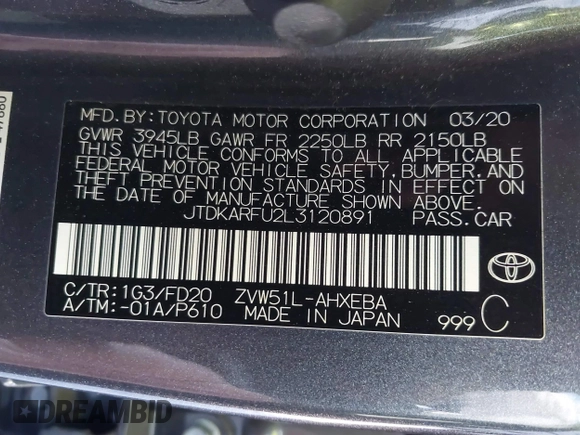 MFD.BY:TOYOTA MOTOR CORPORATION 03/20
GVWR 3945LB GAWR FR 2250LB RR 2150LB
THIS VEHICLE CONFORMS TO ALL APPLICABLE
FEDERAL MOTOR VEHICLE SAFETY,BUMPER,AND
THEFT PREVENTION STANDARDS IN EFFECT ON
THE DATE OF MANUFACTURE SHOWN ABOVE.
JTDKARFU2L3120891 PASS.CAR
C/TR:1G3/FD20 ZVW51L-AHXEBA
A/TM:-01A/P610 MADE IN JAPAN 999 C
TOYOTA
DREAMBID